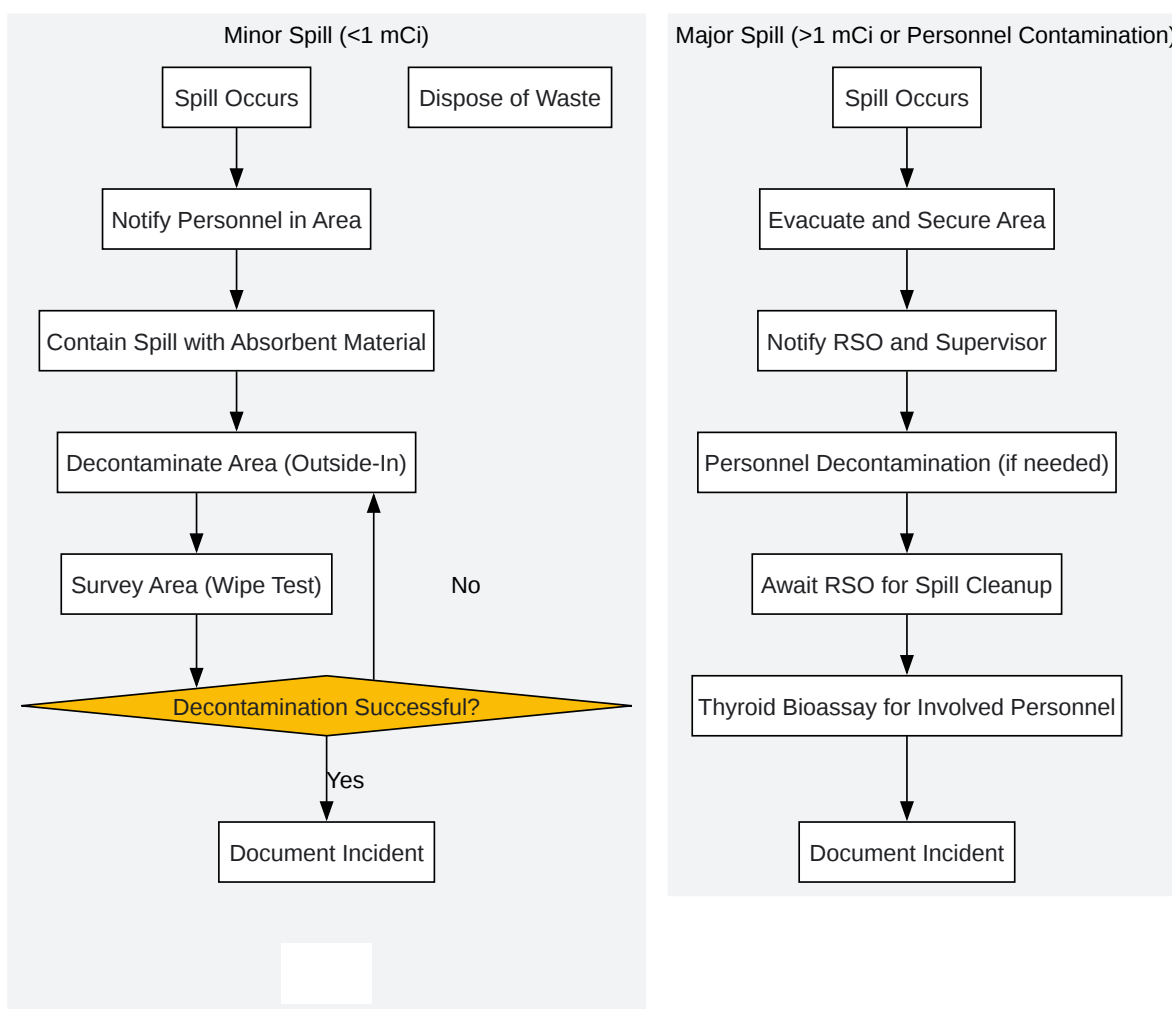 Minor Spill (<1 mCi)
Spill Occurs
Dispose of Waste
Notify Personnel in Area
Contain Spill with Absorbent Material
Decontaminate Area (Outside-In)
Survey Area (Wipe Test)
No
Decontamination Successful?
Yes
Document Incident
Major Spill (>1 mCi or Personnel Contamination)
Spill Occurs
Evacuate and Secure Area
Notify RSO and Supervisor
Personnel Decontamination (if needed)
Await RSO for Spill Cleanup
Thyroid Bioassay for Involved Personnel
Document Incident